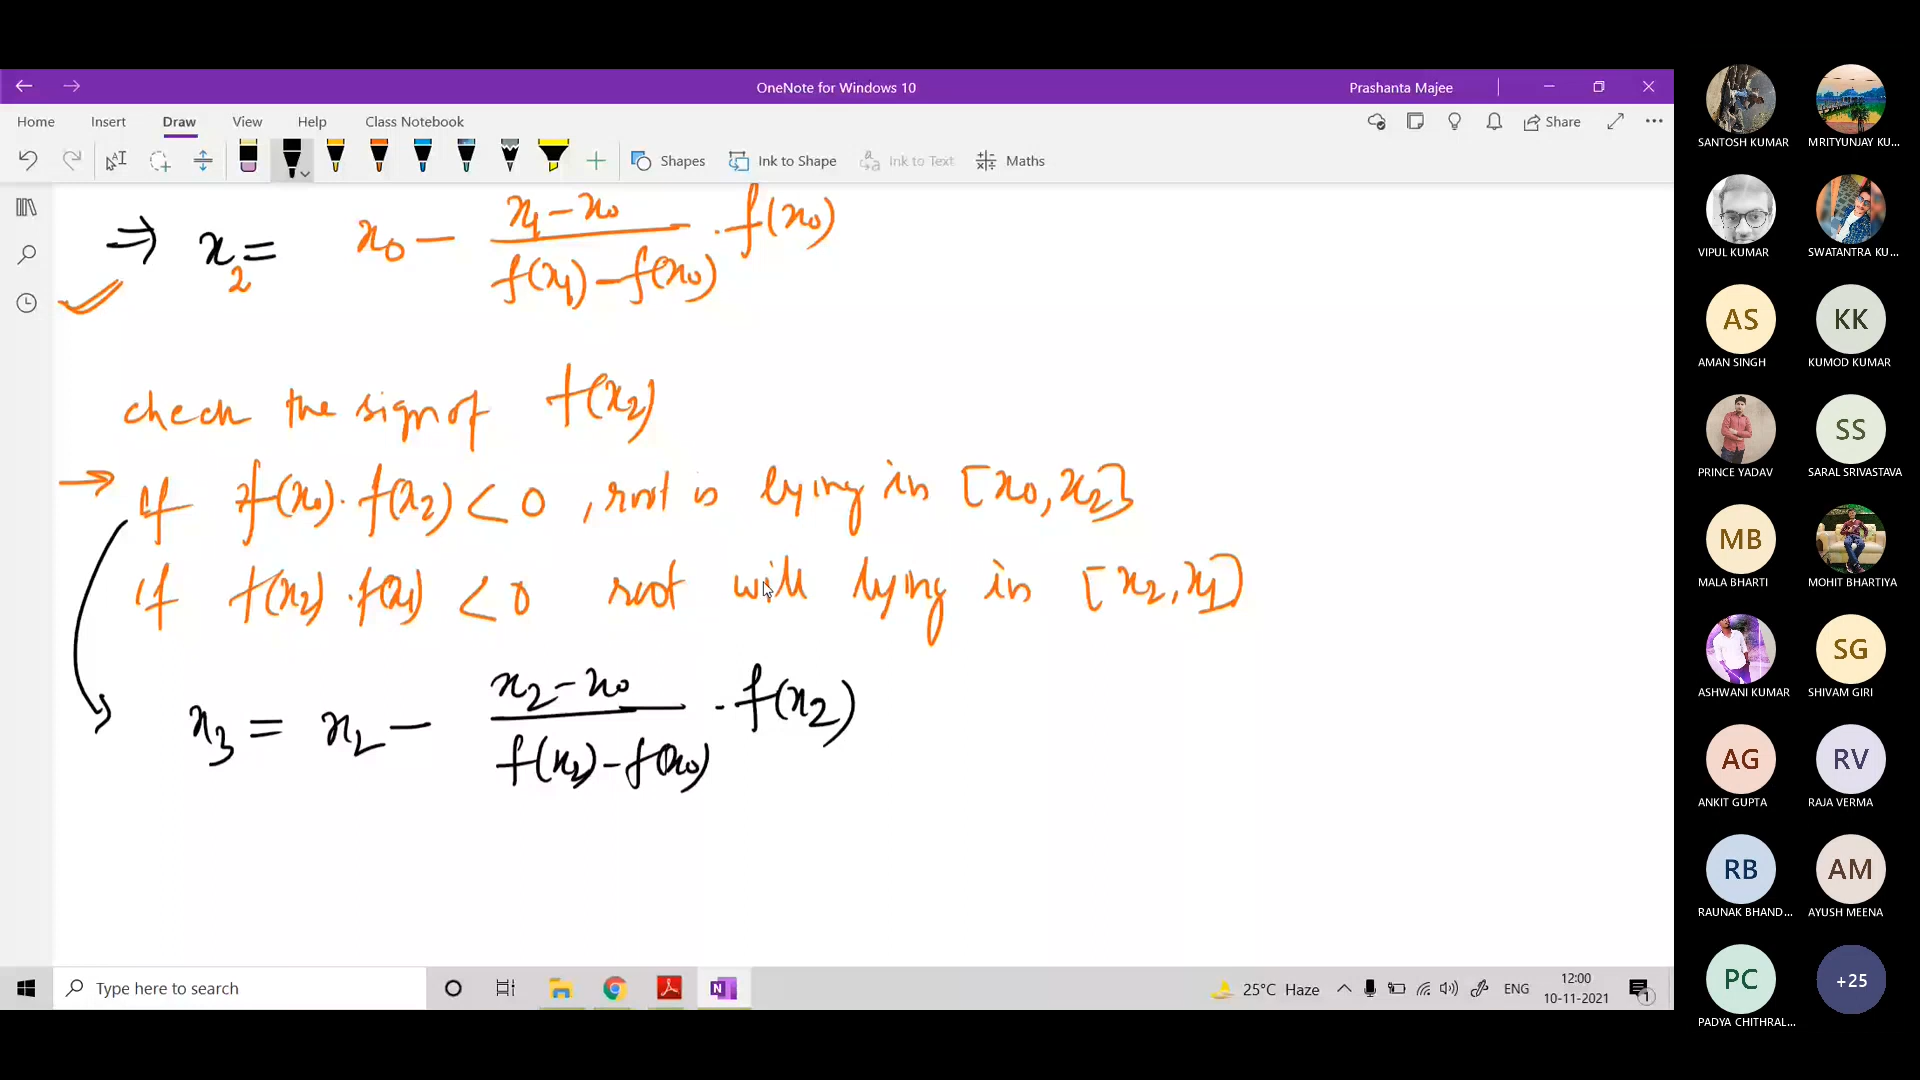 OneNote for Windows 10
Prashanta Majee
Home Insert Draw View Help Class Notebook
Share
Shapes Ink to Shape Ink to Text Maths
⇒ x₂ = x₀ − (x₁ − x₀)/(f(x₁) − f(x₀)) · f(x₀)
check the sign of f(x₂)
→ if f(x₀) · f(x₂) < 0 , root is lying in [x₀, x₂]
if f(x₂) · f(x₁) < 0 root will lying in [x₂, x₁]
x₃ = x₂ − (x₂ − x₀)/(f(x₂) − f(x₀)) · f(x₂)
Type here to search
25°C Haze
ENG
12:00
10-11-2021
1
SANTOSH KUMAR
MRITYUNJAY KU...
VIPUL KUMAR
SWATANTRA KU...
AS
KK
AMAN SINGH
KUMOD KUMAR
SS
PRINCE YADAV
SARAL SRIVASTAVA
MB
MALA BHARTI
MOHIT BHARTIYA
SG
ASHWANI KUMAR
SHIVAM GIRI
AG
RV
ANKIT GUPTA
RAJA VERMA
RB
AM
RAUNAK BHAND...
AYUSH MEENA
PC
+25
PADYA CHITHRAL...